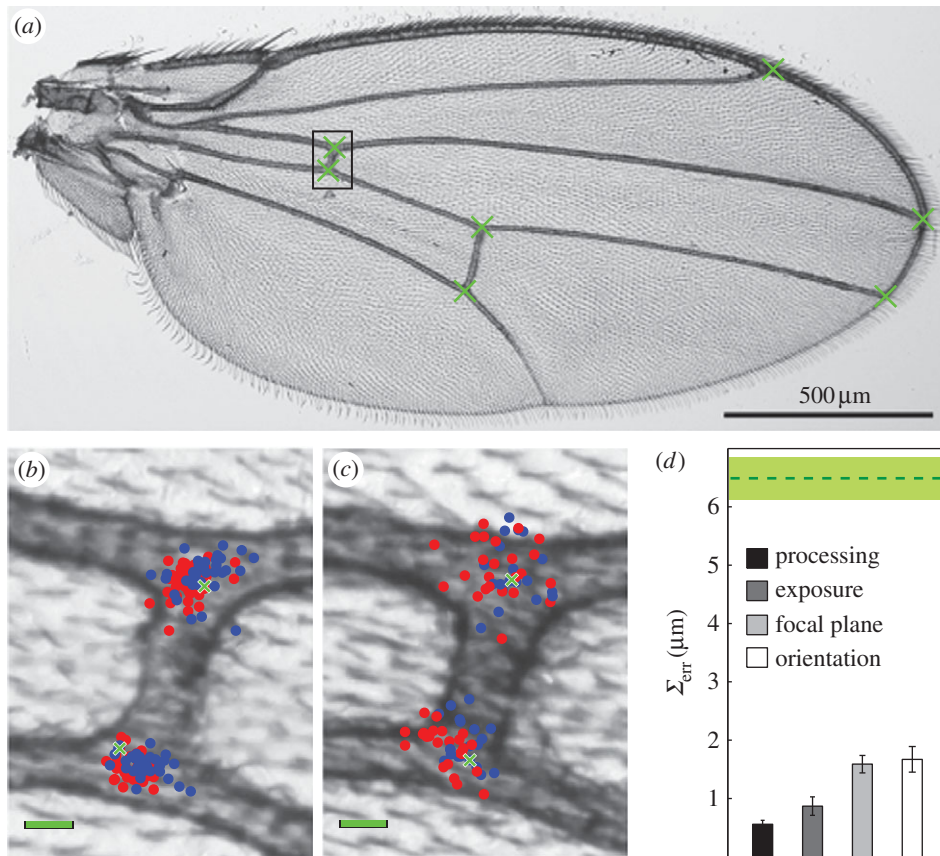 (a)
500 μm
(b)
(c)
(d)
6
5
4
3
2
1
Σerr (μm)
processing
exposure
focal plane
orientation